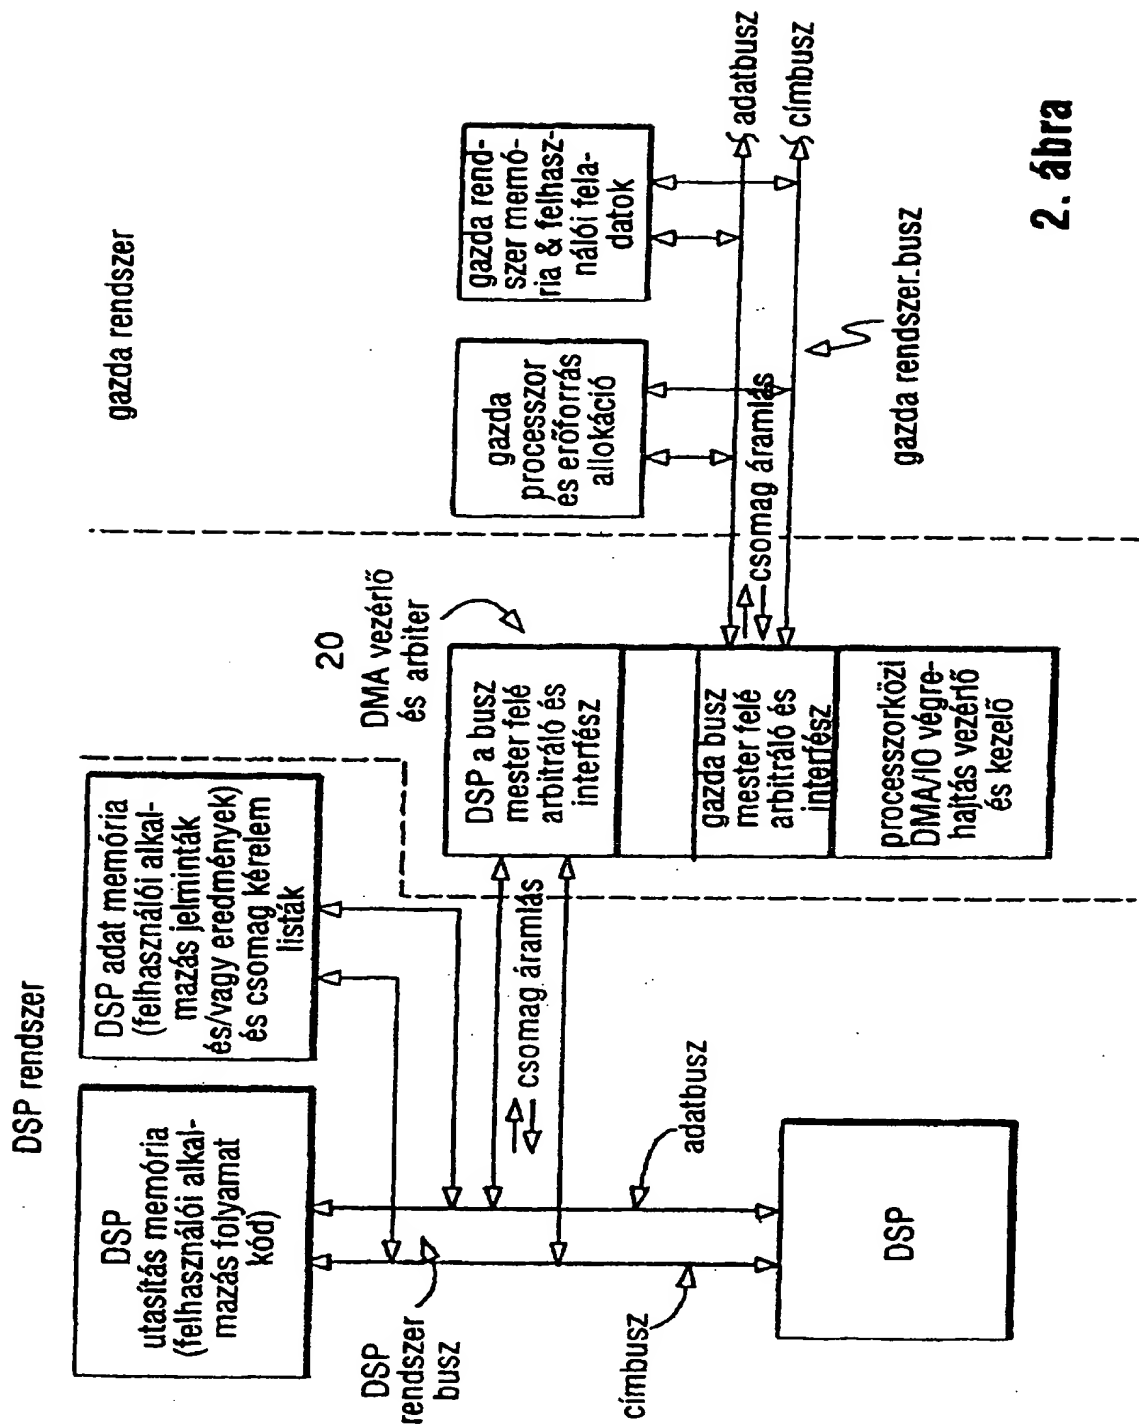 DSP rendszer
DSP
utasítás memória
(felhasználói alkal-
mazás folyamat
kód)
DSP adat memória
(felhasználói alkal-
mazás jelminták
és/vagy eredmények)
és csomag kérelem
listák
DSP
rendszer
busz
címbusz
adatbusz
csomag áramlás
DSP
20
DMA vezérlő
és arbiter
DSP a busz
mester felé
arbitráló és
interfész
gazda busz
mester felé
arbitráló és
interfész
processzorközi
DMA/IO végre-
hajtás vezérlő
és kezelő
gazda rendszer
gazda
processzor
és erőforrás
allokáció
gazda rend-
szer memó-
ria & felhasz-
nálói fela-
datok
csomag áramlás
adatbusz
címbusz
gazda rendszer.busz
2. ábra